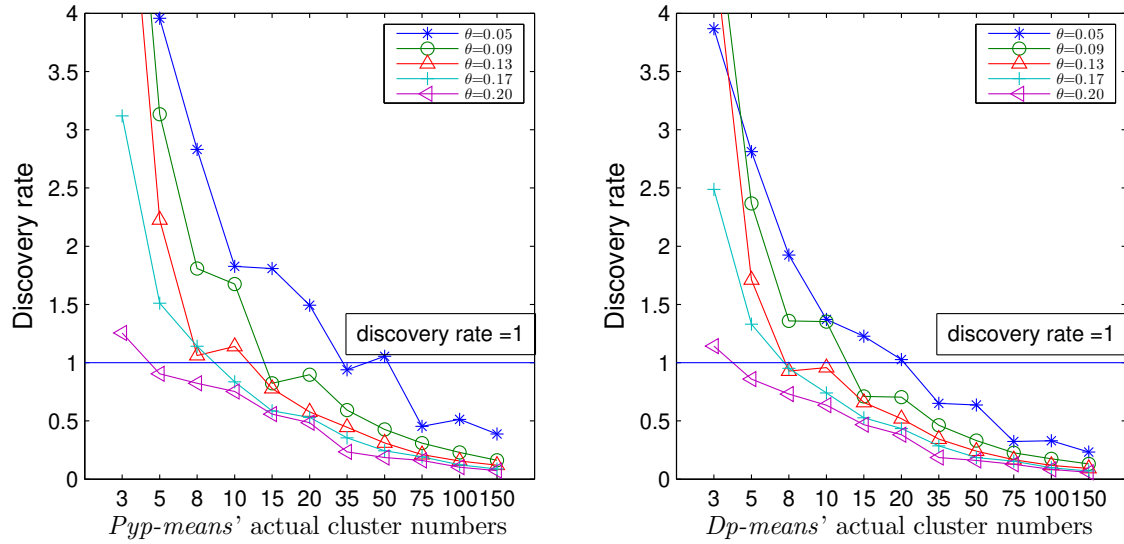 4
3.5
3
2.5
2
1.5
1
0.5
0
Discovery rate
θ=0.05
θ=0.09
θ=0.13
θ=0.17
θ=0.20
discovery rate =1
3 5 8 10 15 20 35 50 75 100 150
Pyp-means' actual cluster numbers
4
3.5
3
2.5
2
1.5
1
0.5
0
Discovery rate
θ=0.05
θ=0.09
θ=0.13
θ=0.17
θ=0.20
discovery rate =1
3 5 8 10 15 20 35 50 75 100 150
Dp-means' actual cluster numbers